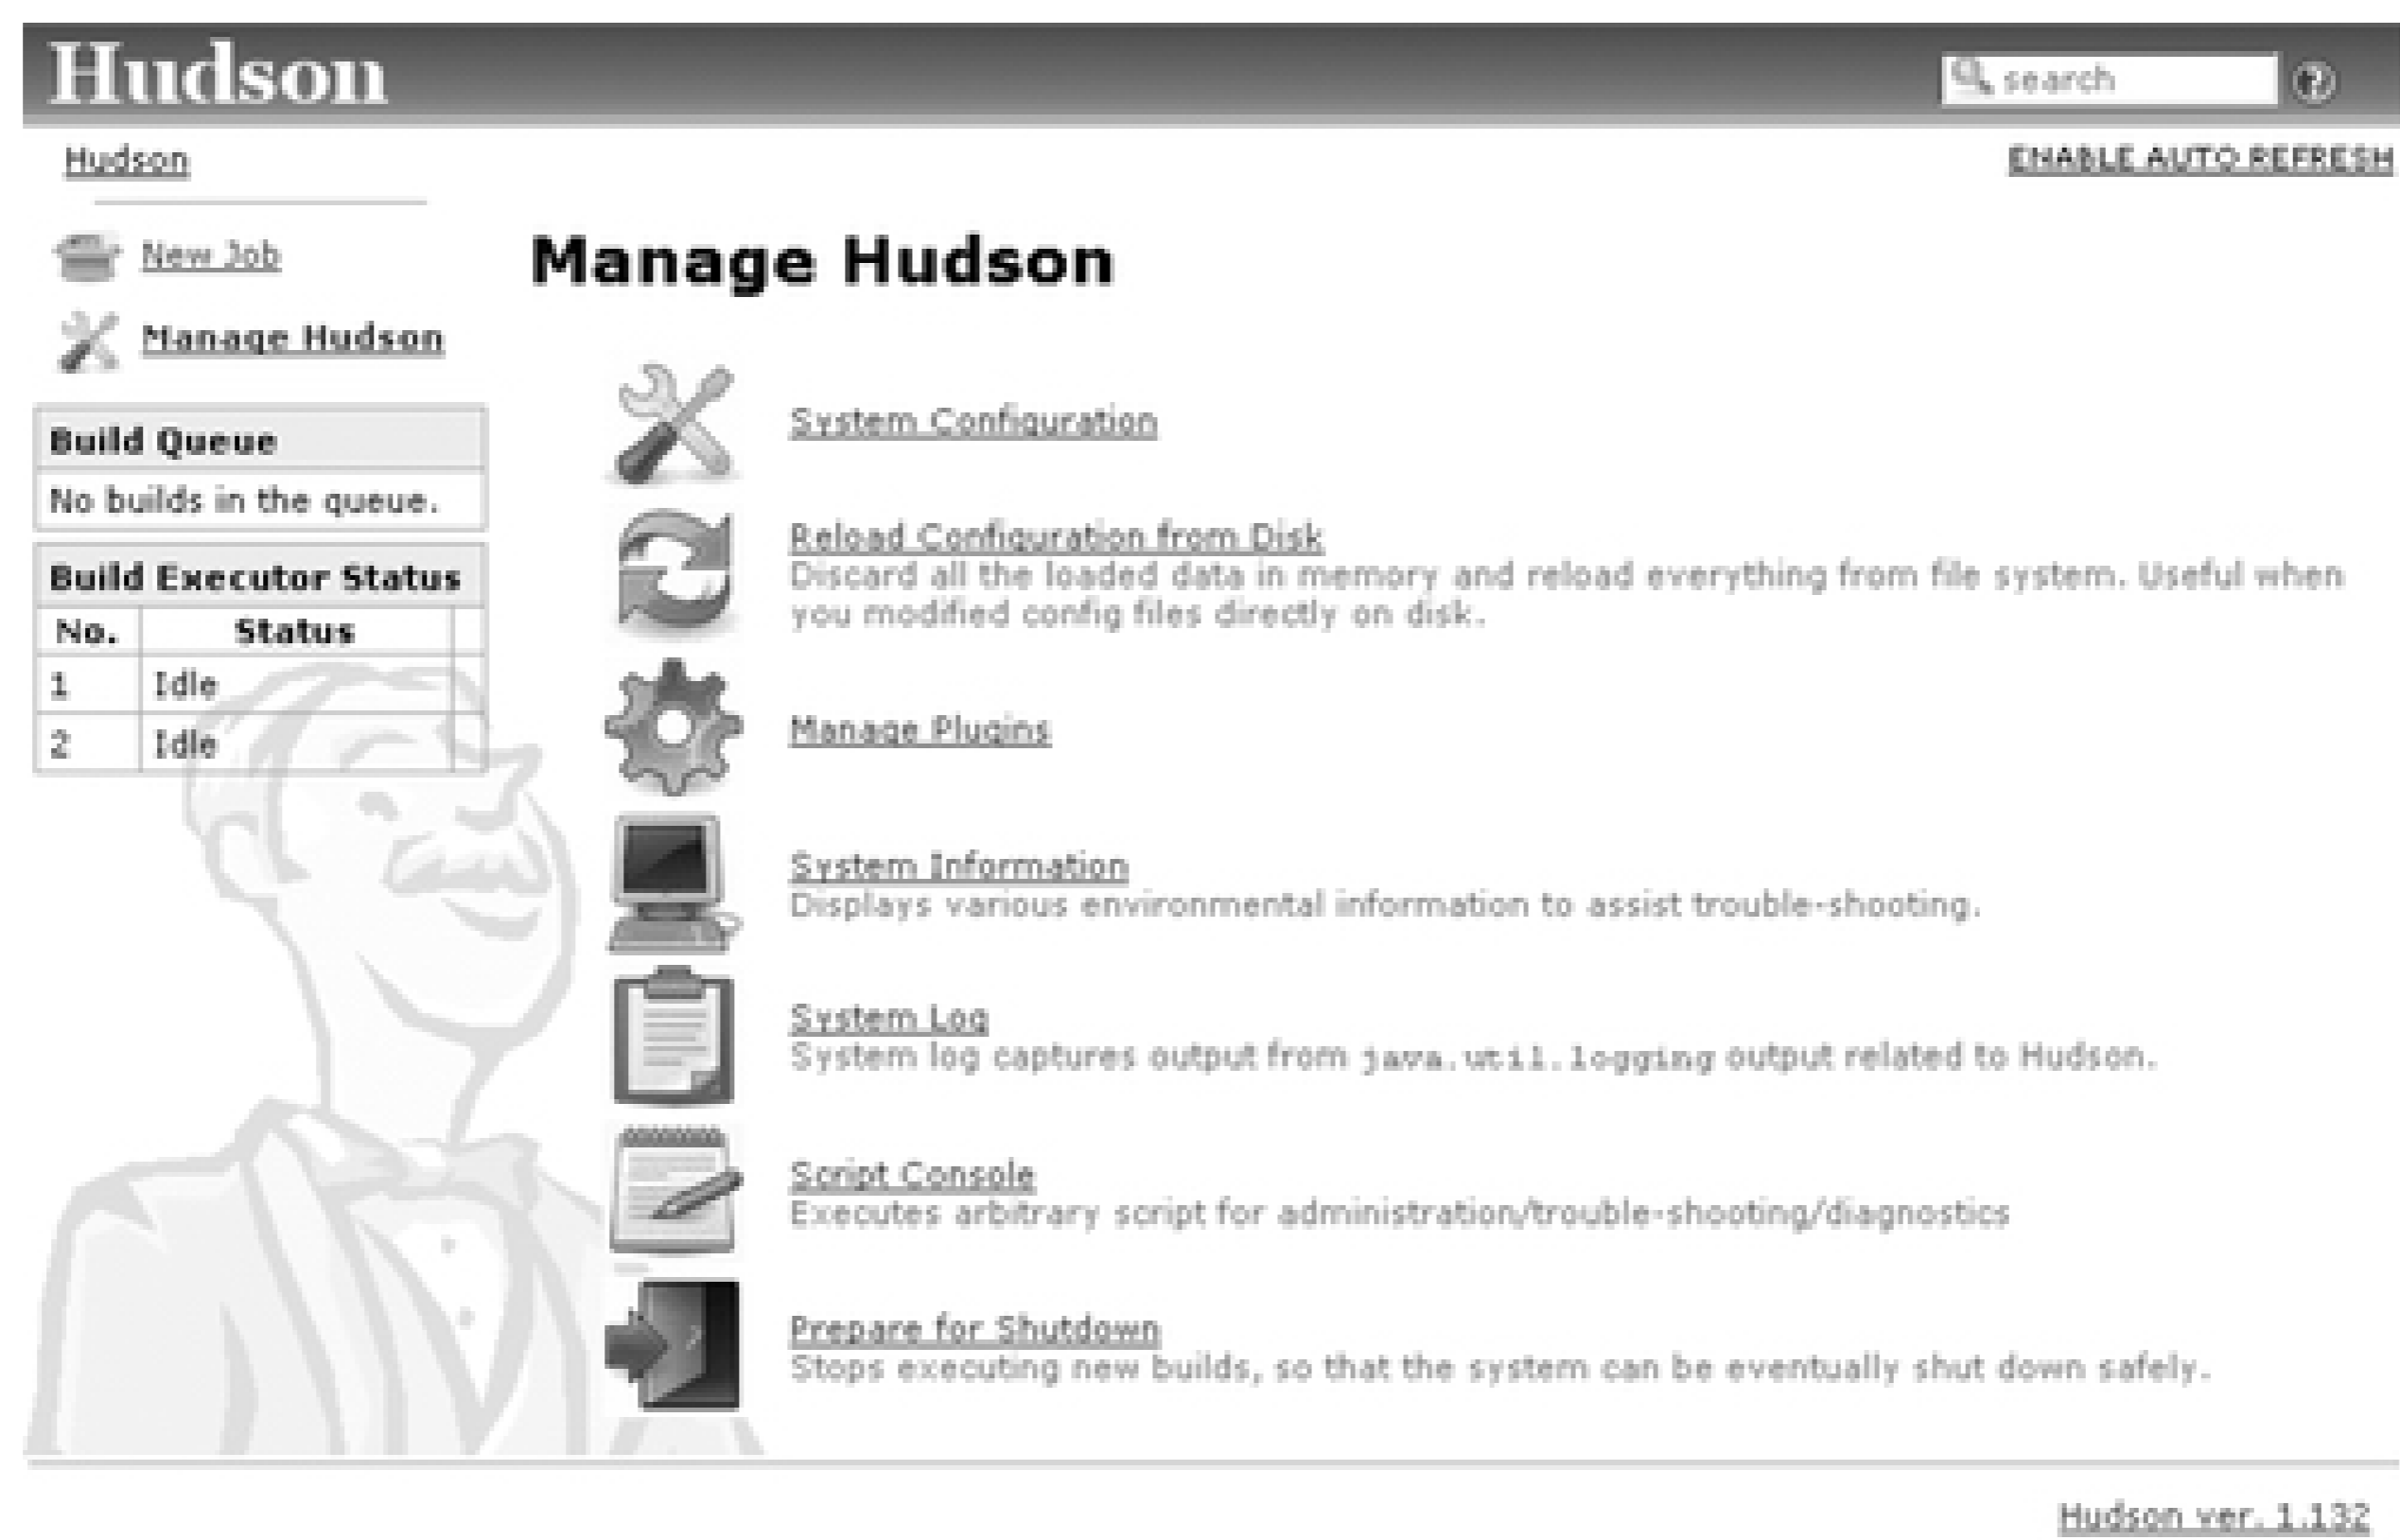 Hudson
search
Hudson
ENABLE AUTO REFRESH
New Job
Manage Hudson
Build Queue
No builds in the queue.
Build Executor Status
No. Status
1 Idle
2 Idle
Manage Hudson
System Configuration
Reload Configuration from Disk
Discard all the loaded data in memory and reload everything from file system. Useful when
you modified config files directly on disk.
Manage Plugins
System Information
Displays various environmental information to assist trouble-shooting.
System Log
System log captures output from java.util.logging output related to Hudson.
Script Console
Executes arbitrary script for administration/trouble-shooting/diagnostics
Prepare for Shutdown
Stops executing new builds, so that the system can be eventually shut down safely.
Hudson ver. 1.132